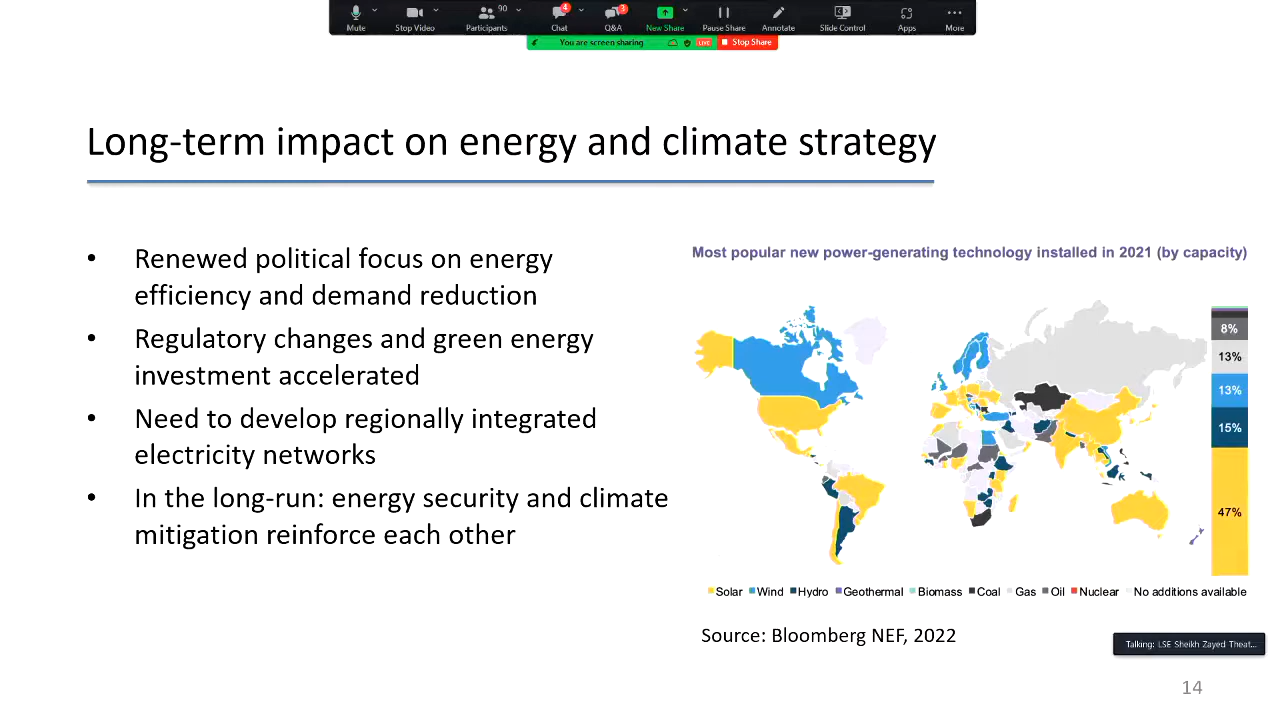 90
4
3
Mute
Stop Video
Participants
Chat
Q&A
New Share
Pause Share
Annotate
Slide Control
Apps
More
You are screen sharing
Live
Stop Share
Long-term impact on energy and climate strategy
• Renewed political focus on energy
efficiency and demand reduction
• Regulatory changes and green energy
investment accelerated
• Need to develop regionally integrated
electricity networks
• In the long-run: energy security and climate
mitigation reinforce each other
Most popular new power-generating technology installed in 2021 (by capacity)
8%
13%
13%
15%
47%
Solar Wind Hydro Geothermal Biomass Coal Gas Oil Nuclear No additions available
Source: Bloomberg NEF, 2022
Talking: LSE Sheikh Zayed Theat...
14